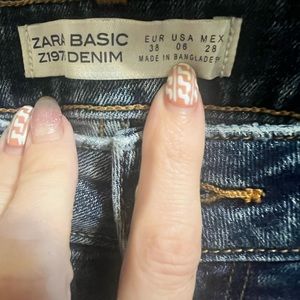 ZARA BASIC
Z197 DENIM
EUR USA MEX
38 06 28
MADE IN BANGLADE